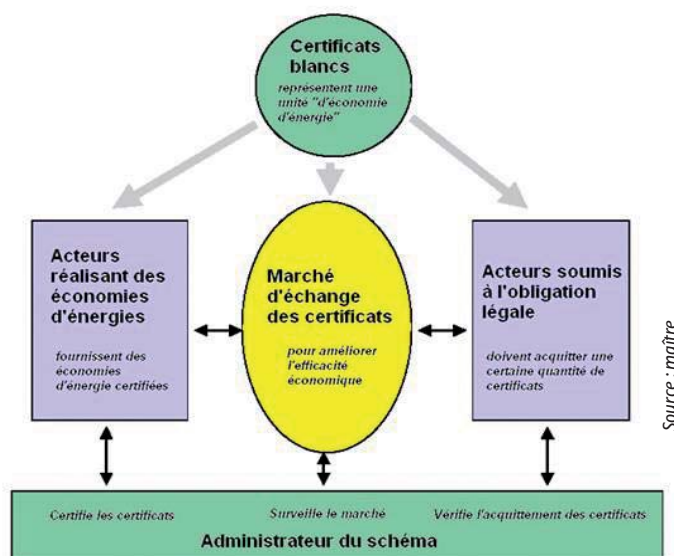 Certificats
blancs
représentent une
unité "d'économie
d'énergie"
Acteurs
réalisant des
économies
d'énergies
fournissent des
économies
d'énergie certifiées
Marché
d'échange
des certificats
pour améliorer
l'efficacité
économique
Acteurs soumis
à l'obligation
légale
doivent acquitter une
certaine quantité de
certificats
Source : maître
Certifie les certificats
Surveille le marché
Vérifie l'acquittement des certificats
Administrateur du schéma